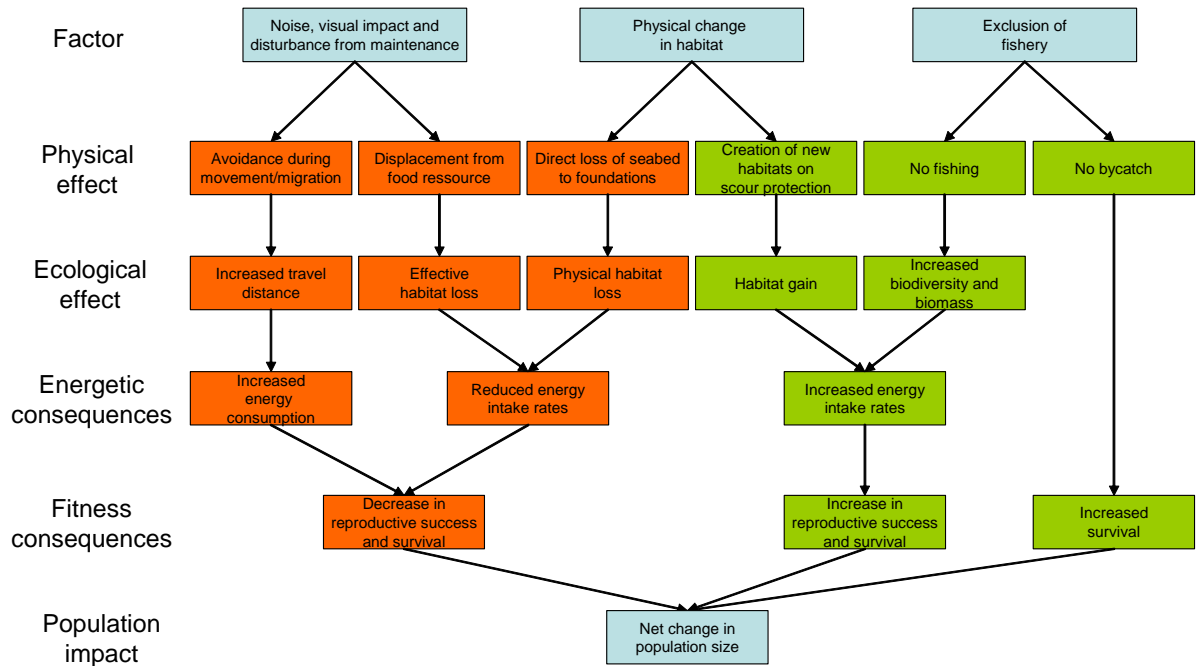 Factor
Noise, visual impact and
disturbance from maintenance
Physical change
in habitat
Exclusion of
fishery
Physical
effect
Avoidance during
movement/migration
Displacement from
food ressource
Direct loss of seabed
to foundations
Creation of new
habitats on
scour protection
No fishing
No bycatch
Ecological
effect
Increased travel
distance
Effective
habitat loss
Physical habitat
loss
Habitat gain
Increased
biodiversity and
biomass
Energetic
consequences
Increased
energy
consumption
Reduced energy
intake rates
Increased energy
intake rates
Fitness
consequences
Decrease in
reproductive success
and survival
Increase in
reproductive success
and survival
Increased
survival
Population
impact
Net change in
population size